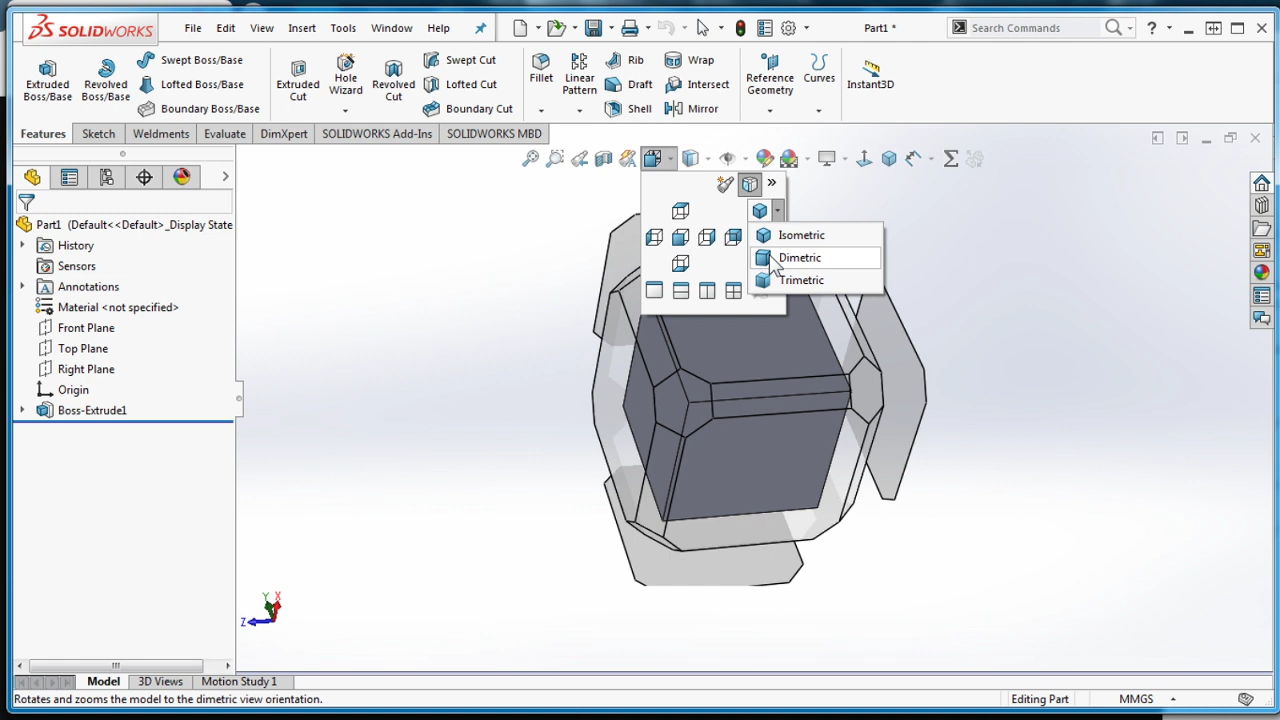 SOLIDWORKS File Edit View Insert Tools Window Help Part1 * Search Commands ?
Extruded Boss/Base Revolved Boss/Base Swept Boss/Base Lofted Boss/Base Boundary Boss/Base Extruded Cut Hole Wizard Revolved Cut Swept Cut Lofted Cut Boundary Cut Fillet Linear Pattern Rib Draft Shell Wrap Intersect Mirror Reference Geometry Curves Instant3D
Features Sketch Weldments Evaluate DimXpert SOLIDWORKS Add-Ins SOLIDWORKS MBD
Part1 (Default<<Default>_Display State
History
Sensors
Annotations
Material <not specified>
Front Plane
Top Plane
Right Plane
Origin
Boss-Extrude1
Isometric
Dimetric
Trimetric
Y X
Z
Model 3D Views Motion Study 1
Rotates and zooms the model to the dimetric view orientation. Editing Part MMGS